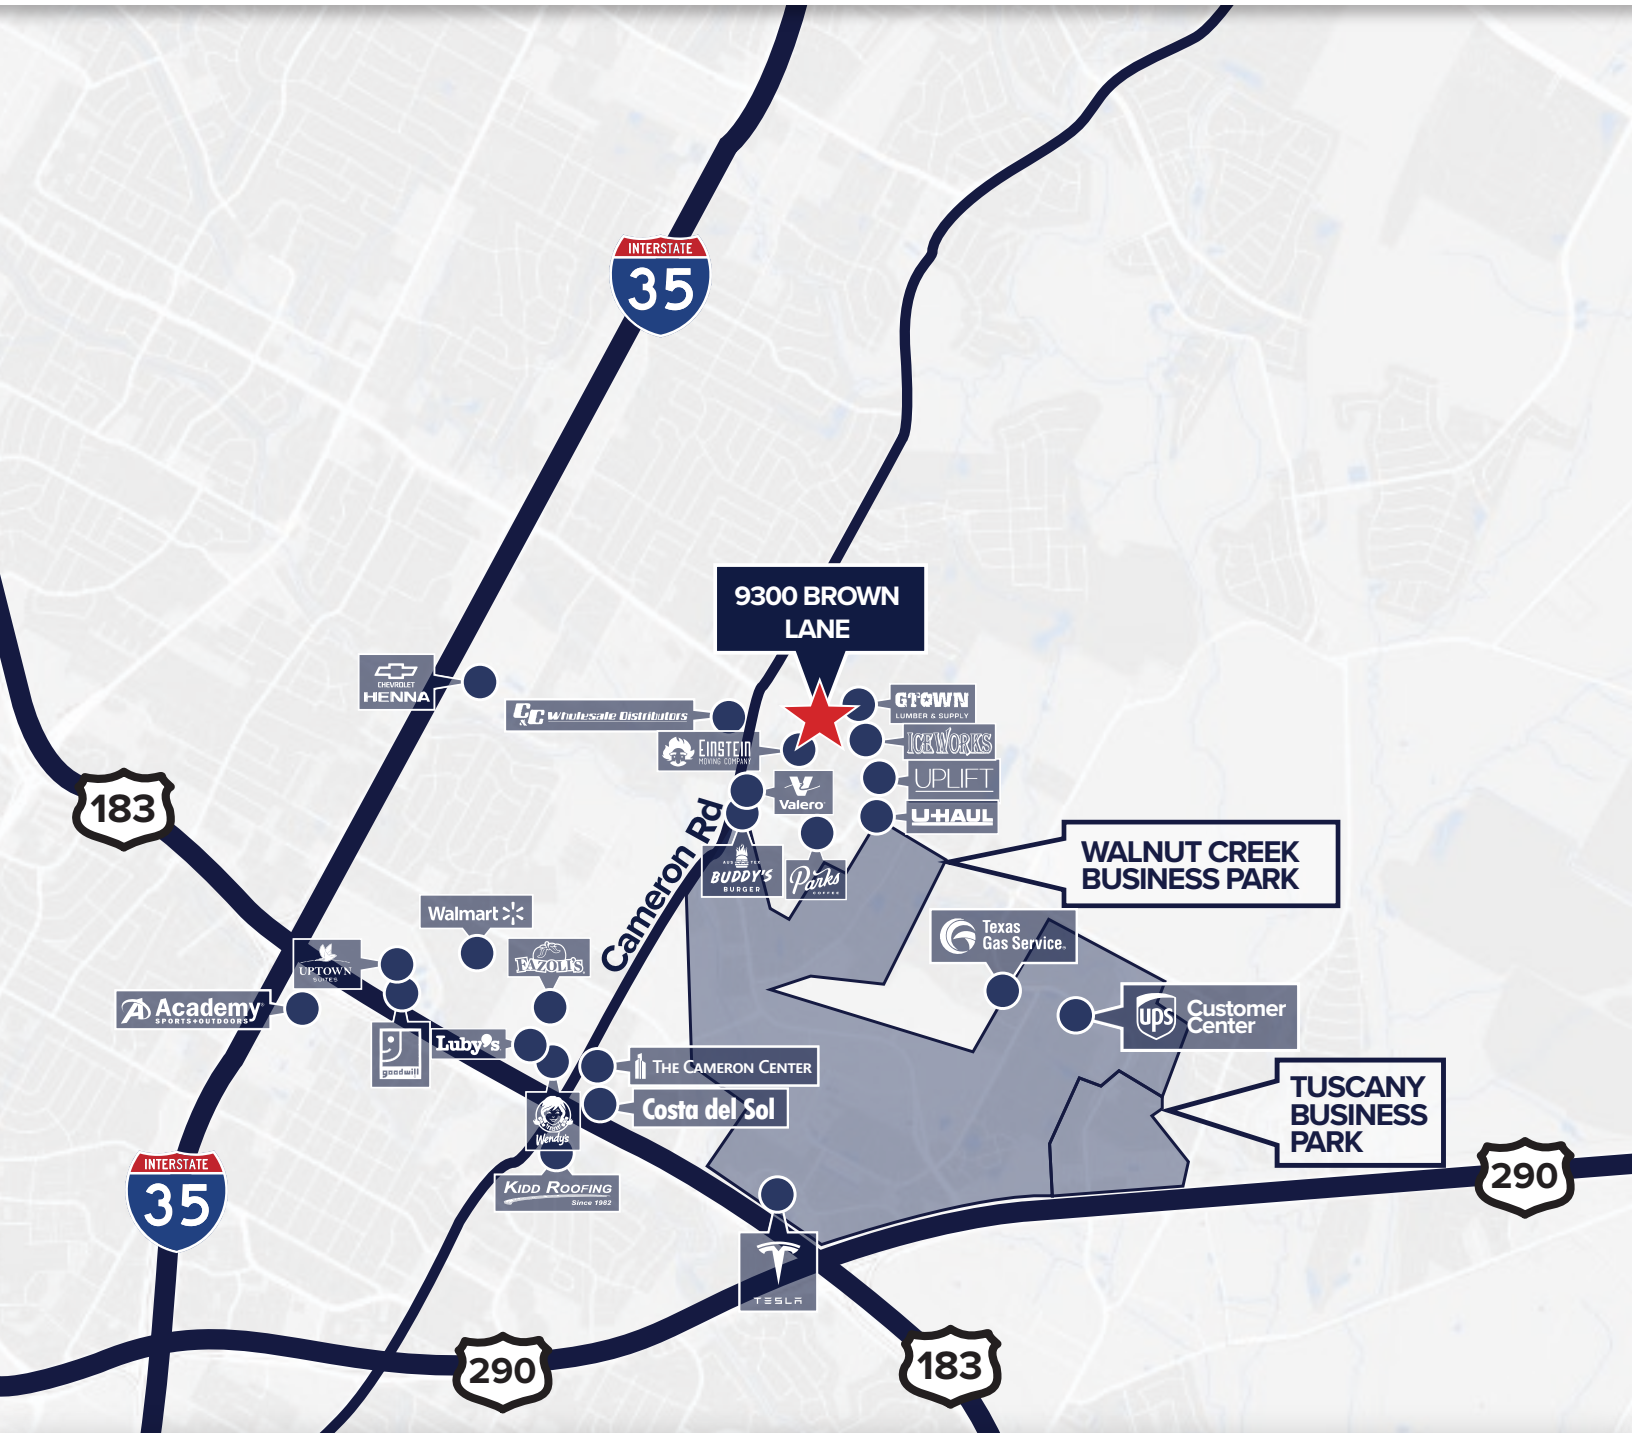 INTERSTATE
35
9300 BROWN
LANE
CHEVROLET
HENNA
C&C Wholesale Distributors
GTOWN
LUMBER & SUPPLY
EINSTEIN
MOVING COMPANY
ICEWORKS
UPLIFT
Valero
U-HAUL
183
Cameron Rd
BUDDY'S
BURGER
Parks
COFFEE
WALNUT CREEK
BUSINESS PARK
Walmart
Texas
Gas Service
FAZOLI'S
UPTOWN
SUITES
Academy
SPORTS+OUTDOORS
ups
Customer
Center
Luby's
goodwill
THE CAMERON CENTER
Costa del Sol
Wendy's
TUSCANY
BUSINESS
PARK
INTERSTATE
35
KIDD ROOFING
Since 1982
290
TESLA
290
183